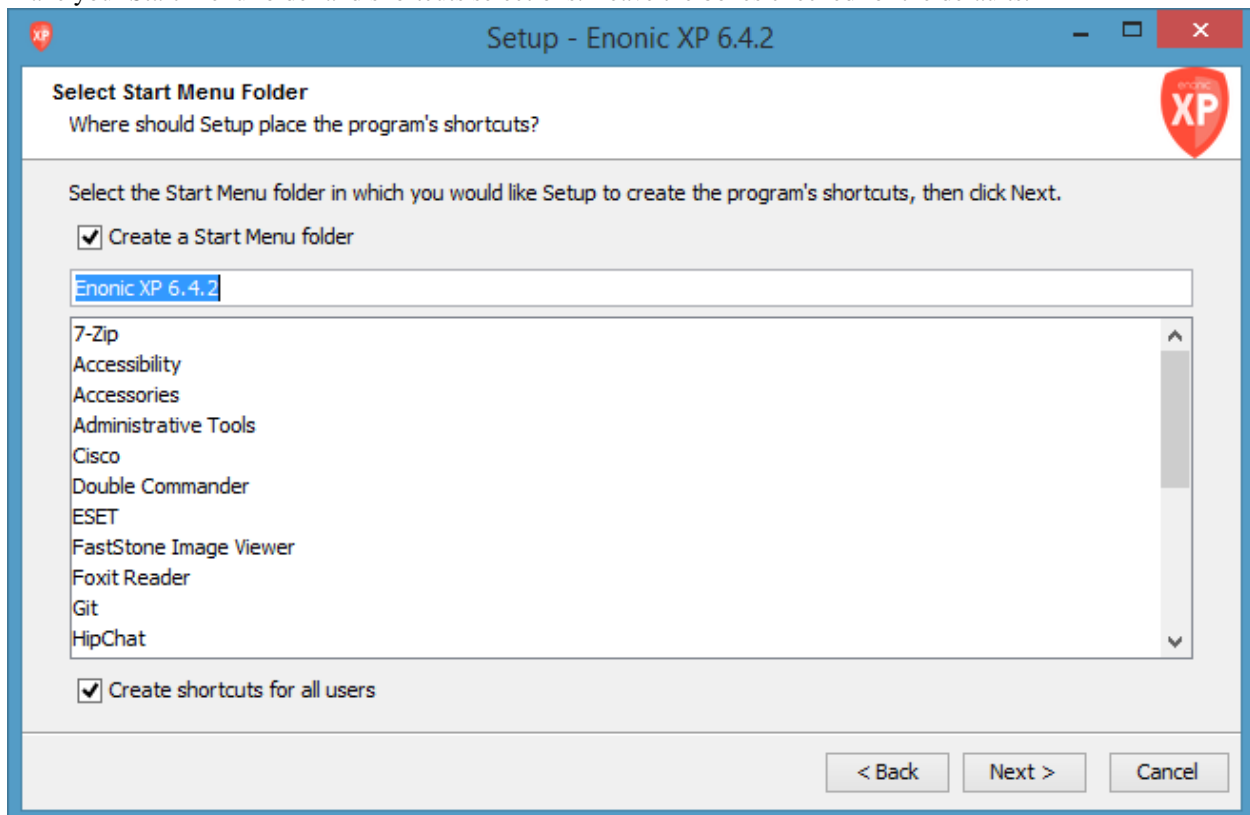 XP
Setup - Enonic XP 6.4.2
Select Start Menu Folder
Where should Setup place the program's shortcuts?
enonic
XP
Select the Start Menu folder in which you would like Setup to create the program's shortcuts, then click Next.
Create a Start Menu folder
Enonic XP 6.4.2
7-Zip
Accessibility
Accessories
Administrative Tools
Cisco
Double Commander
ESET
FastStone Image Viewer
Foxit Reader
Git
HipChat
Create shortcuts for all users
< Back
Next >
Cancel